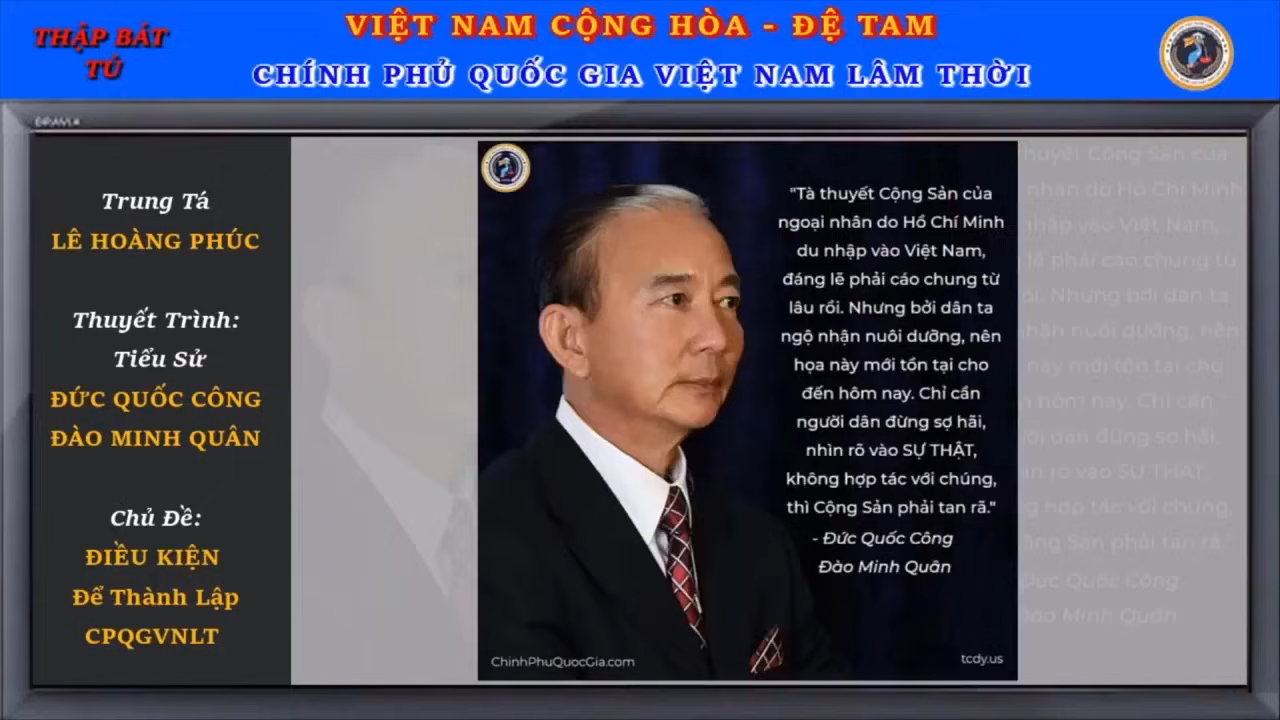 THẬP BÁT
TÚ
VIỆT NAM CỘNG HÒA - ĐỆ TAM
CHÍNH PHỦ QUỐC GIA VIỆT NAM LÂM THỜI
Trung Tá
LÊ HOÀNG PHÚC
Thuyết Trình:
Tiểu Sử
ĐỨC QUỐC CÔNG
ĐÀO MINH QUÂN
Chủ Đề:
ĐIỀU KIỆN
Để Thành Lập
CPQGVNLT
"Tà thuyết Cộng Sản của
ngoại nhân do Hồ Chí Minh
du nhập vào Việt Nam,
đáng lẽ phải cáo chung từ
lâu rồi. Nhưng bởi dân ta
ngộ nhận nuôi dưỡng, nên
họa này mới tồn tại cho
đến hôm nay. Chỉ cần
người dân đừng sợ hãi,
nhìn rõ vào SỰ THẬT,
không hợp tác với chúng,
thì Cộng Sản phải tan rã."
- Đức Quốc Công
Đào Minh Quân
ChinhPhuQuocGia.com
tcdy.us